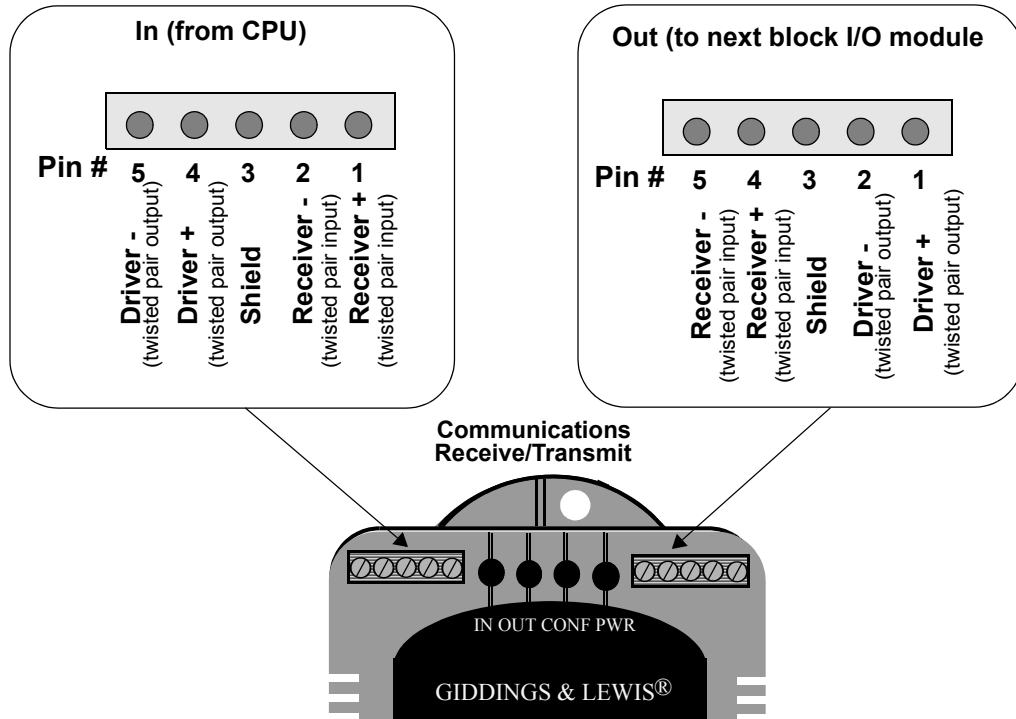 In (from CPU)
Pin # 5 4 3 2 1
Driver -
(twisted pair output)
Driver +
(twisted pair output)
Shield
Receiver -
(twisted pair input)
Receiver +
(twisted pair input)
Out (to next block I/O module
Pin # 5 4 3 2 1
Receiver -
(twisted pair input)
Receiver +
(twisted pair input)
Shield
Driver -
(twisted pair output)
Driver +
(twisted pair output)
Communications
Receive/Transmit
IN OUT CONF PWR
GIDDINGS & LEWIS®